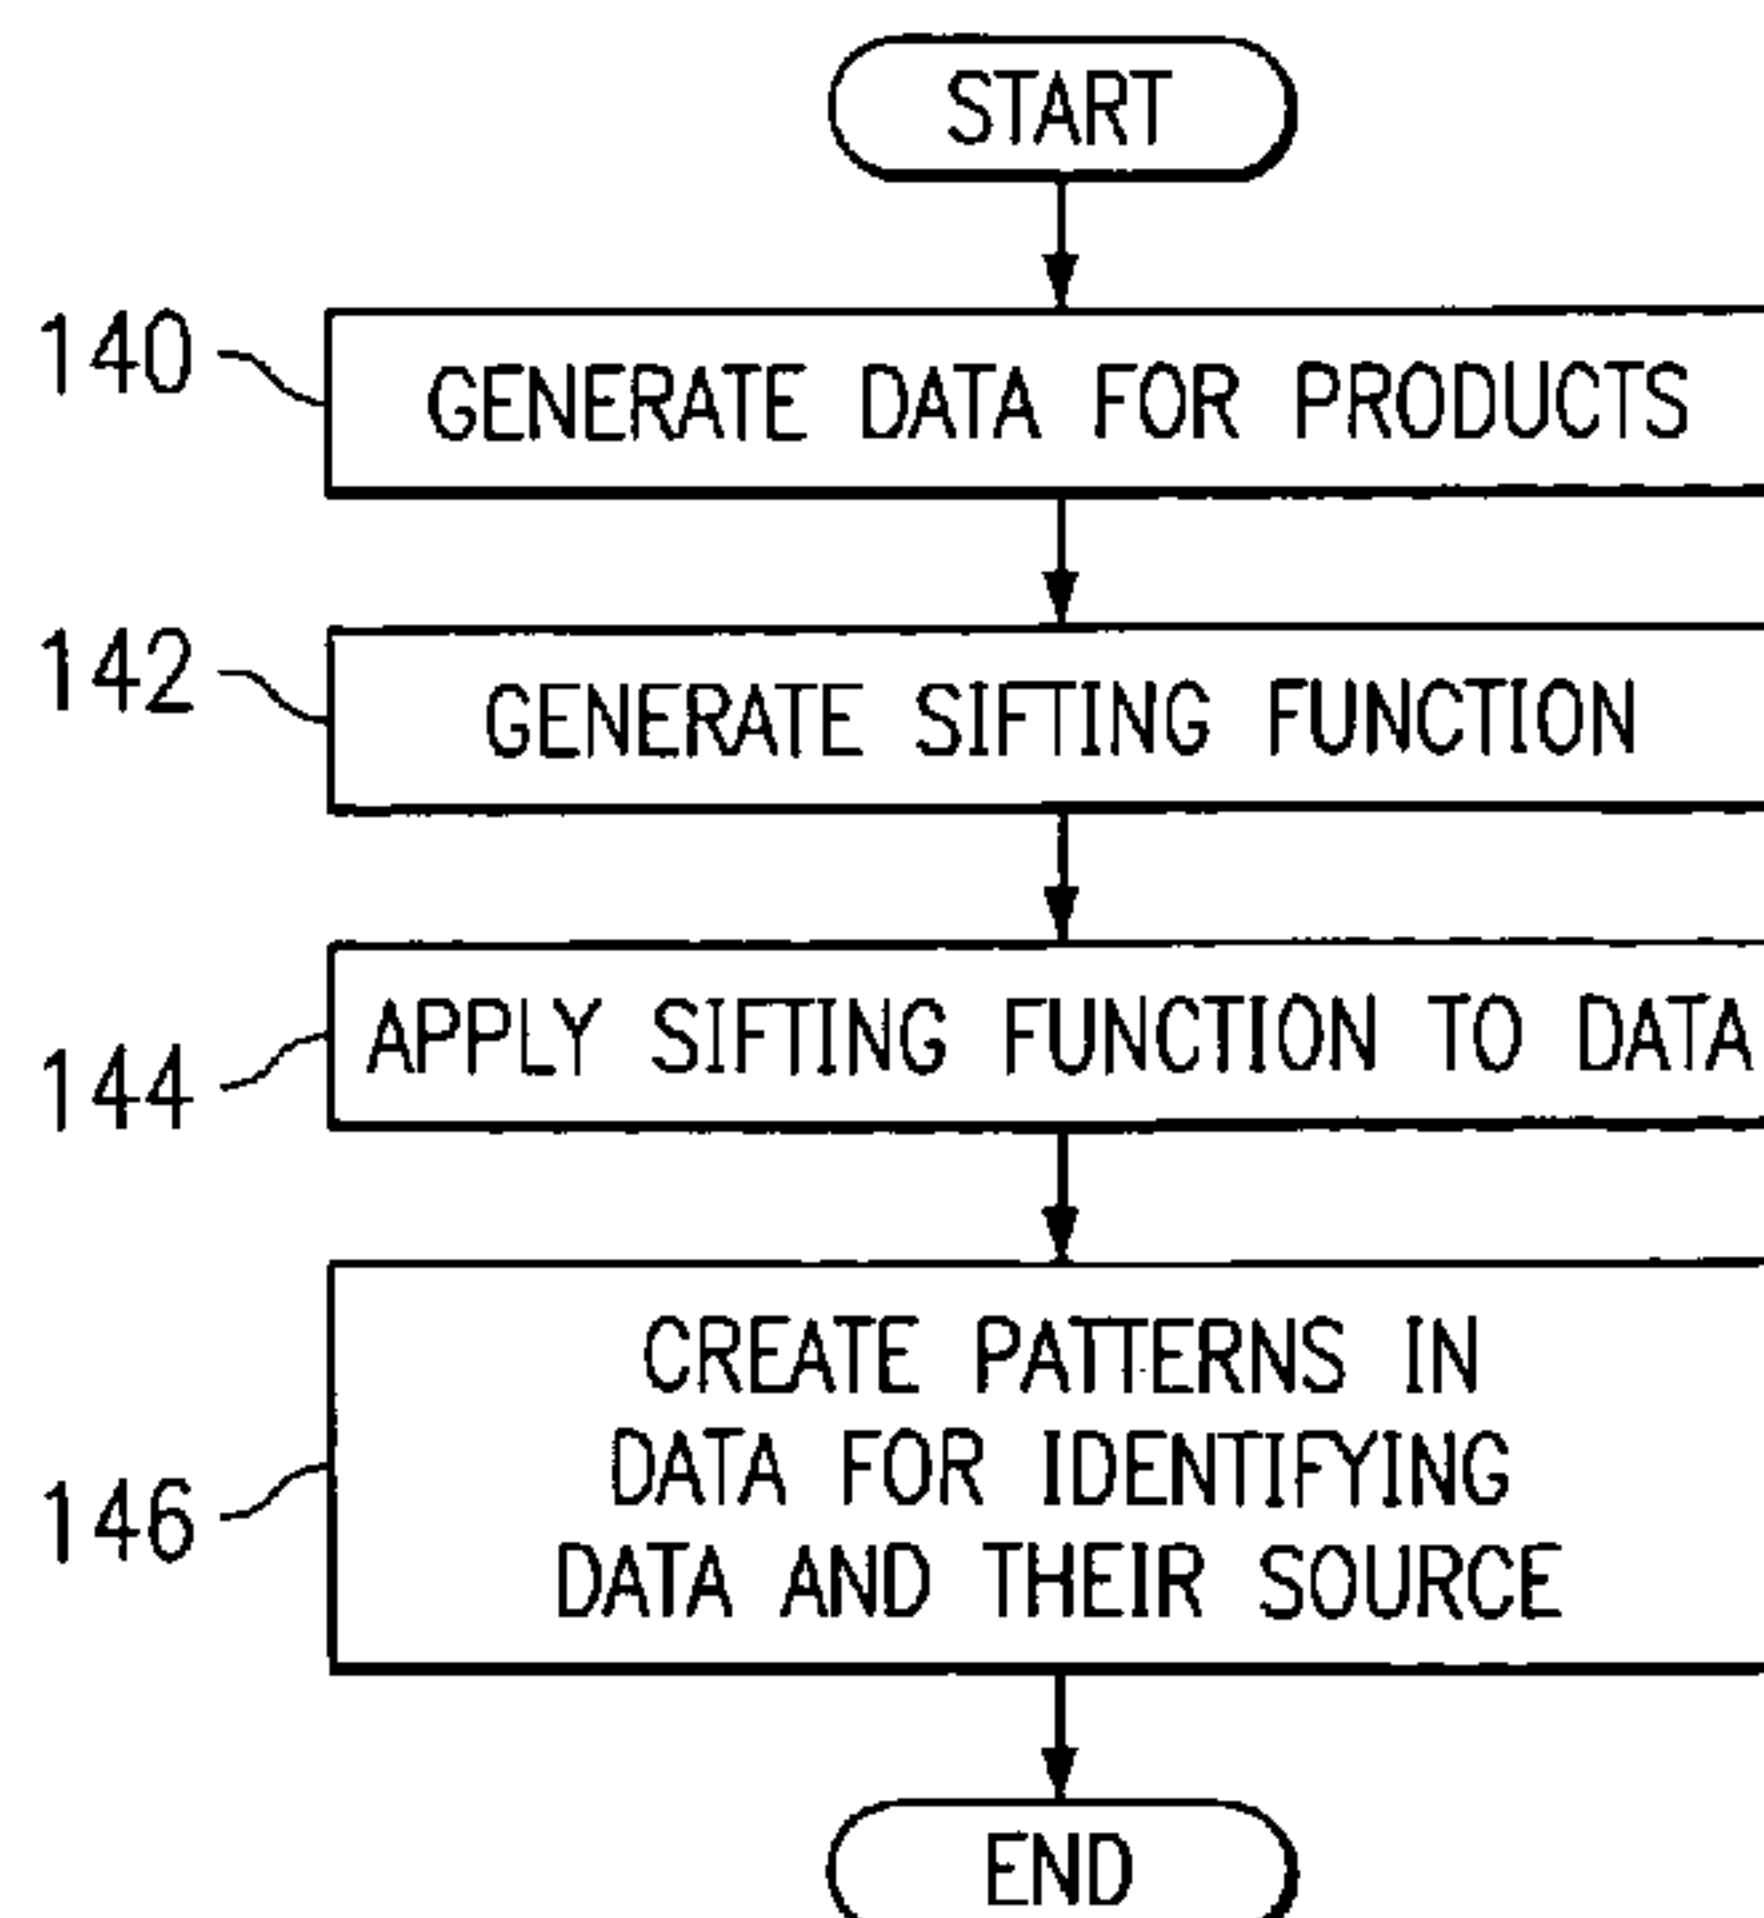 START
140
GENERATE DATA FOR PRODUCTS
142
GENERATE SIFTING FUNCTION
144
APPLY SIFTING FUNCTION TO DATA
146
CREATE PATTERNS IN
DATA FOR IDENTIFYING
DATA AND THEIR SOURCE
END